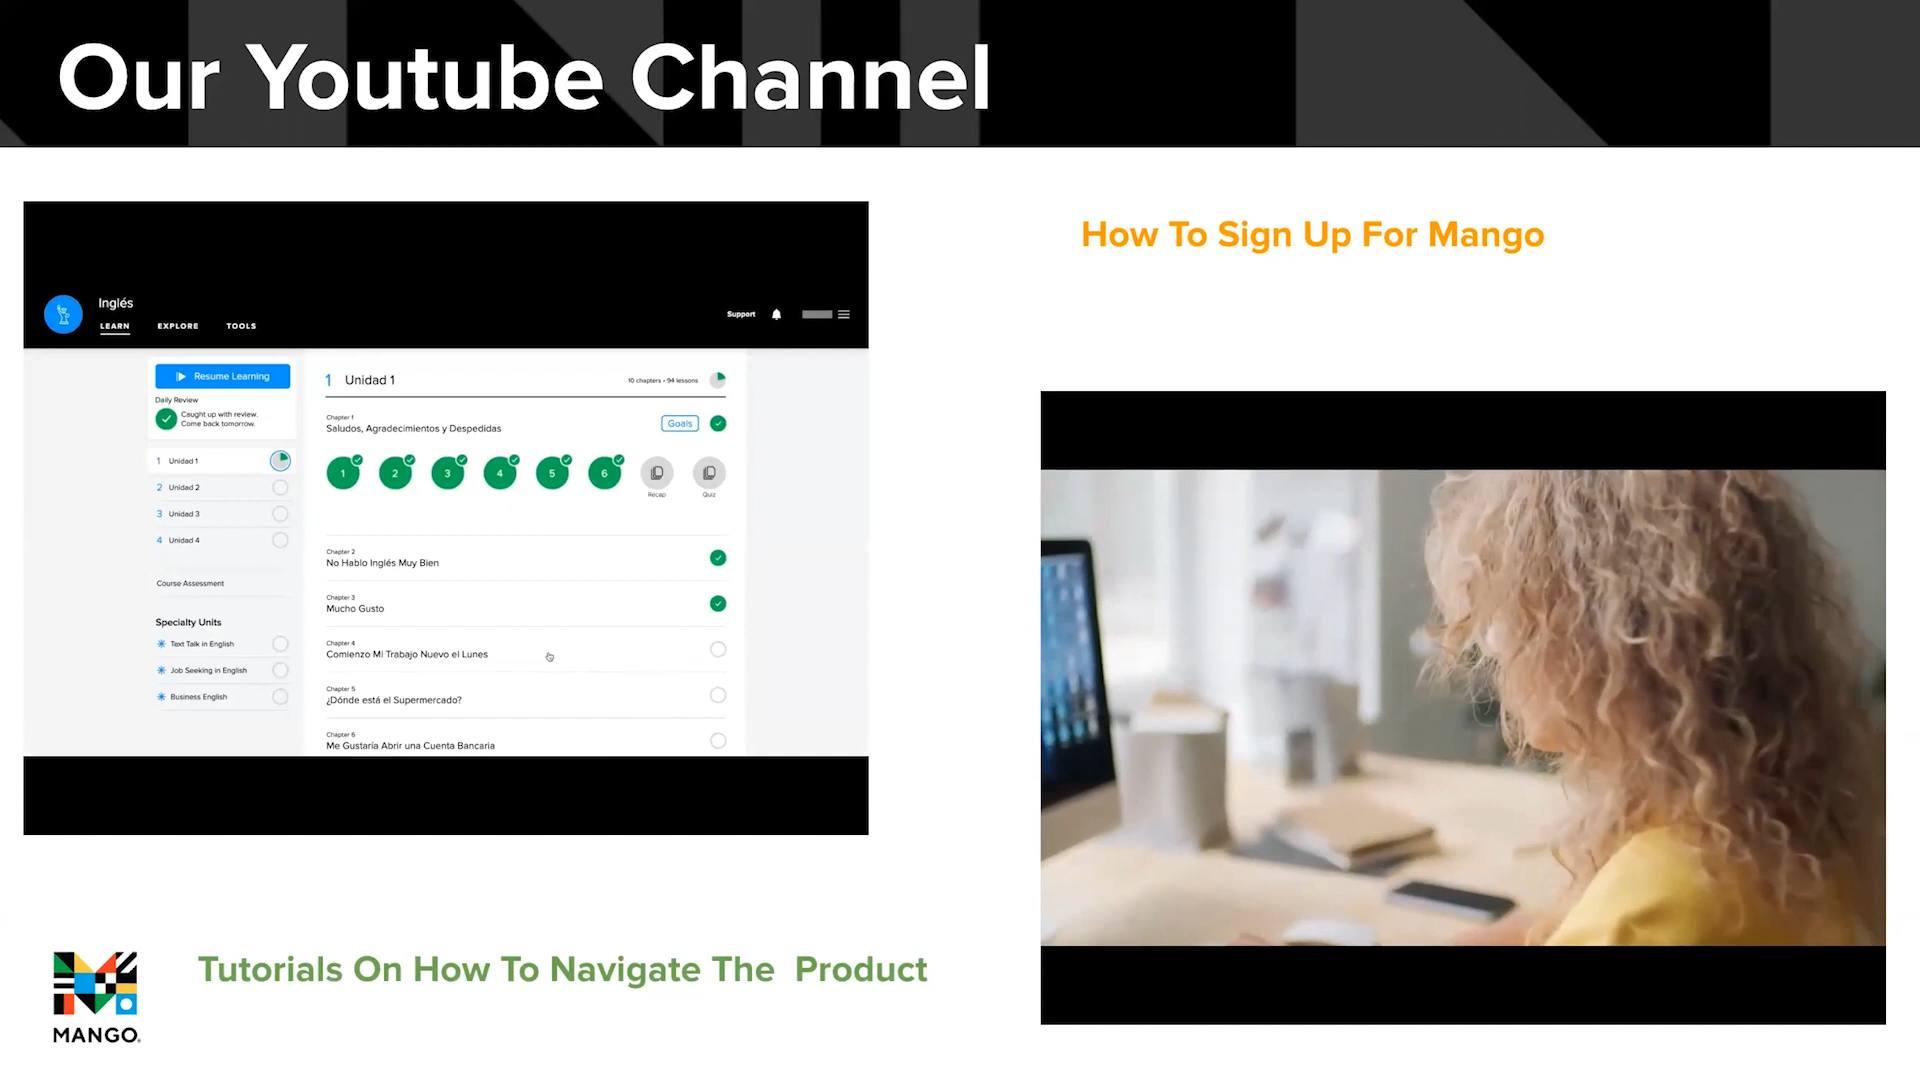 Our Youtube Channel
How To Sign Up For Mango
Inglés
LEARN EXPLORE TOOLS
Support
Resume Learning
Daily Review
Caught up with review.
Come back tomorrow.
1 Unidad 1
2 Unidad 2
3 Unidad 3
4 Unidad 4
Course Assessment
Specialty Units
Text Talk in English
Job Seeking in English
Business English
1 Unidad 1
10 chapters • 94 lessons
Chapter 1
Saludos, Agradecimientos y Despedidas
Goals
1 2 3 4 5 6
Recap Quiz
Chapter 2
No Hablo Inglés Muy Bien
Chapter 3
Mucho Gusto
Chapter 4
Comienzo Mi Trabajo Nuevo el Lunes
Chapter 5
¿Dónde está el Supermercado?
Chapter 6
Me Gustaría Abrir una Cuenta Bancaria
Tutorials On How To Navigate The Product
MANGO